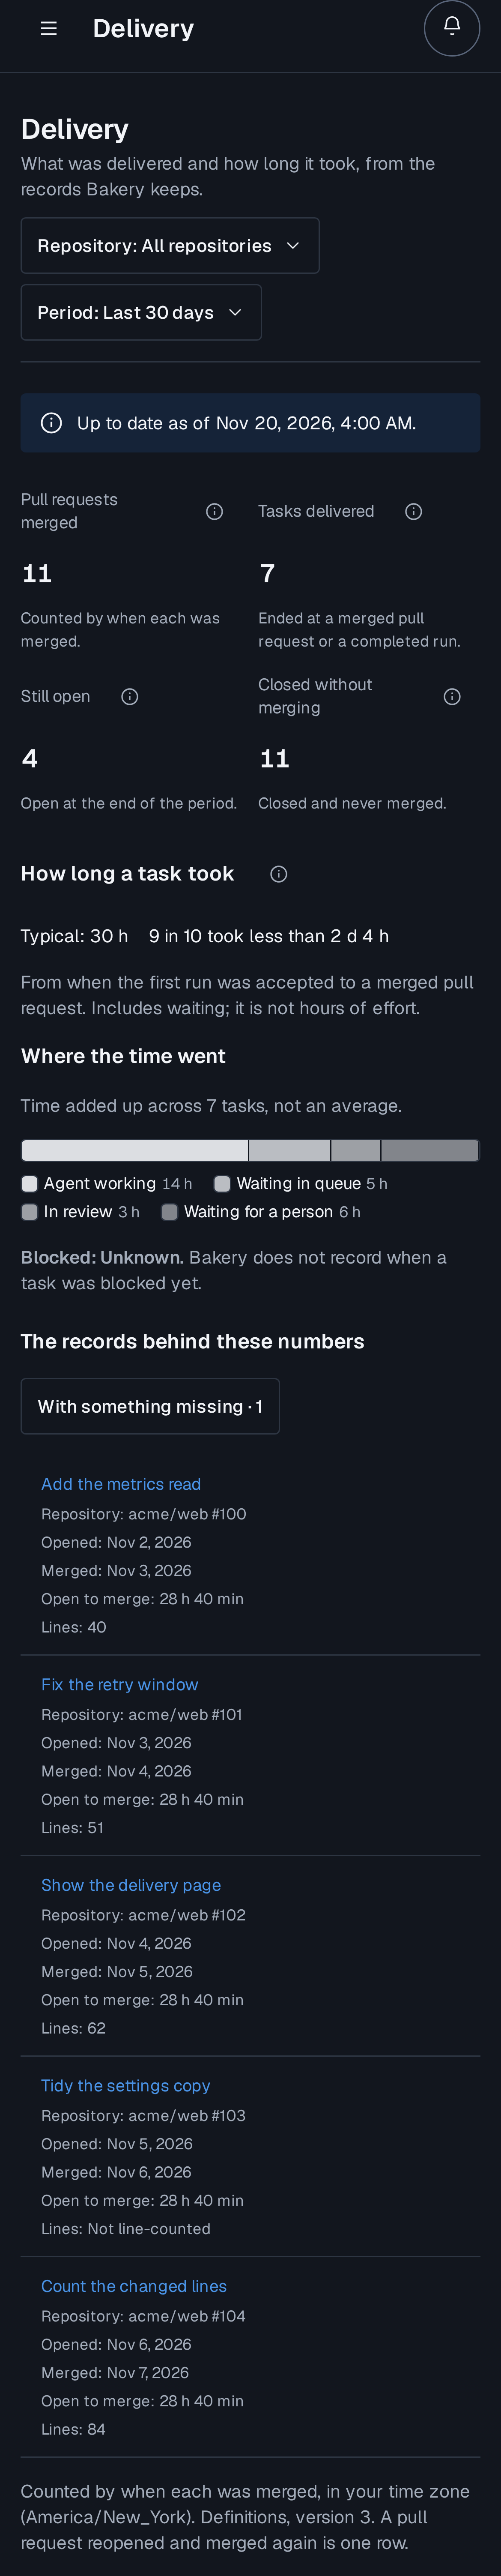 Delivery
Delivery
What was delivered and how long it took, from the
records Bakery keeps.
Repository: All repositories
Period: Last 30 days
Up to date as of Nov 20, 2026, 4:00 AM.
Pull requests
merged
Tasks delivered
11
7
Counted by when each was
merged.
Ended at a merged pull
request or a completed run.
Still open
Closed without
merging
4
11
Open at the end of the period.
Closed and never merged.
How long a task took
Typical: 30 h 9 in 10 took less than 2 d 4 h
From when the first run was accepted to a merged pull
request. Includes waiting; it is not hours of effort.
Where the time went
Time added up across 7 tasks, not an average.
Agent working 14 h Waiting in queue 5 h
In review 3 h Waiting for a person 6 h
Blocked: Unknown. Bakery does not record when a
task was blocked yet.
The records behind these numbers
With something missing · 1
Add the metrics read
Repository: acme/web #100
Opened: Nov 2, 2026
Merged: Nov 3, 2026
Open to merge: 28 h 40 min
Lines: 40
Fix the retry window
Repository: acme/web #101
Opened: Nov 3, 2026
Merged: Nov 4, 2026
Open to merge: 28 h 40 min
Lines: 51
Show the delivery page
Repository: acme/web #102
Opened: Nov 4, 2026
Merged: Nov 5, 2026
Open to merge: 28 h 40 min
Lines: 62
Tidy the settings copy
Repository: acme/web #103
Opened: Nov 5, 2026
Merged: Nov 6, 2026
Open to merge: 28 h 40 min
Lines: Not line-counted
Count the changed lines
Repository: acme/web #104
Opened: Nov 6, 2026
Merged: Nov 7, 2026
Open to merge: 28 h 40 min
Lines: 84
Counted by when each was merged, in your time zone
(America/New_York). Definitions, version 3. A pull
request reopened and merged again is one row.